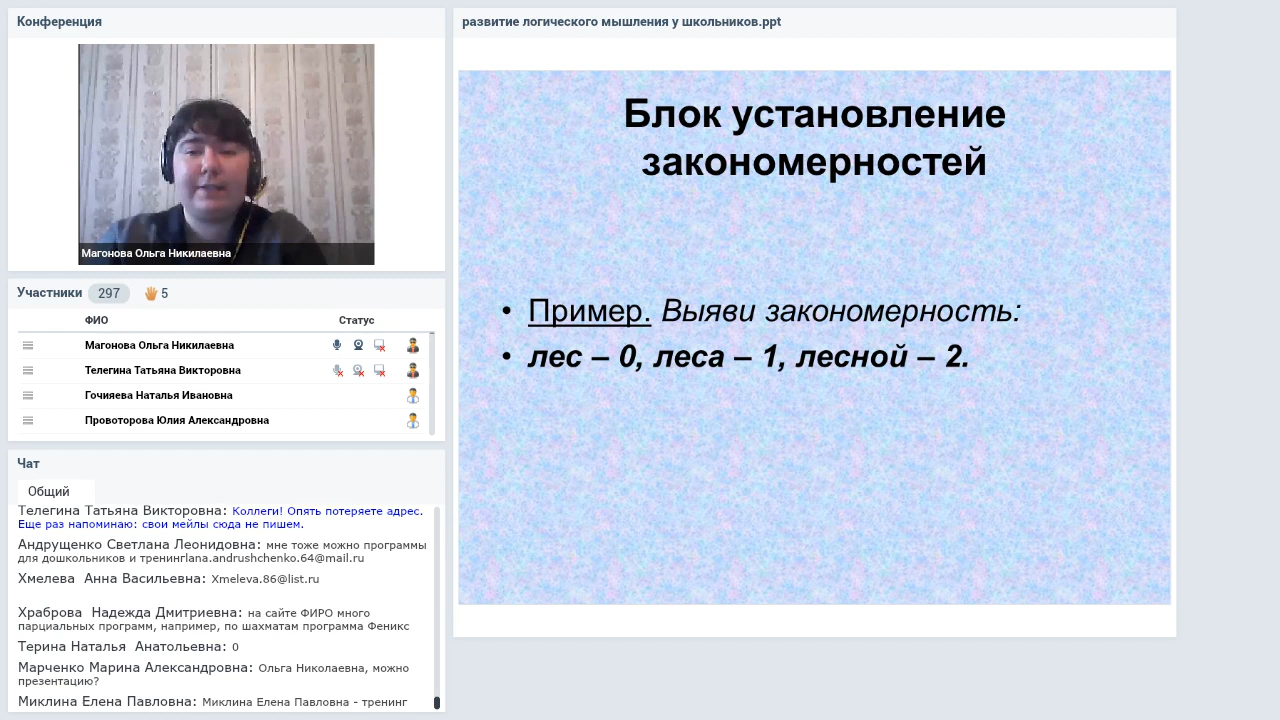 Конференция
Магонова Ольга Никилаевна
Участники 297 5
ФИО Статус
Магонова Ольга Никилаевна
Телегина Татьяна Викторовна
Гочияева Наталья Ивановна
Провоторова Юлия Александровна
Чат
Общий
Телегина Татьяна Викторовна: Коллеги! Опять потеряете адрес.
Еще раз напоминаю: свои мейлы сюда не пишем.
Андрущенко Светлана Леонидовна: мне тоже можно программы
для дошкольников и тренингlana.andrushchenko.64@mail.ru
Хмелева Анна Васильевна: Xmeleva.86@list.ru
Храброва Надежда Дмитриевна: на сайте ФИРО много
парциальных программ, например, по шахматам программа Феникс
Терина Наталья Анатольевна: 0
Марченко Марина Александровна: Ольга Николаевна, можно
презентацию?
Миклина Елена Павловна: Миклина Елена Павловна - тренинг
развитие логического мышления у школьников.ppt
Блок установление
закономерностей
• Пример. Выяви закономерность:
• лес – 0, леса – 1, лесной – 2.